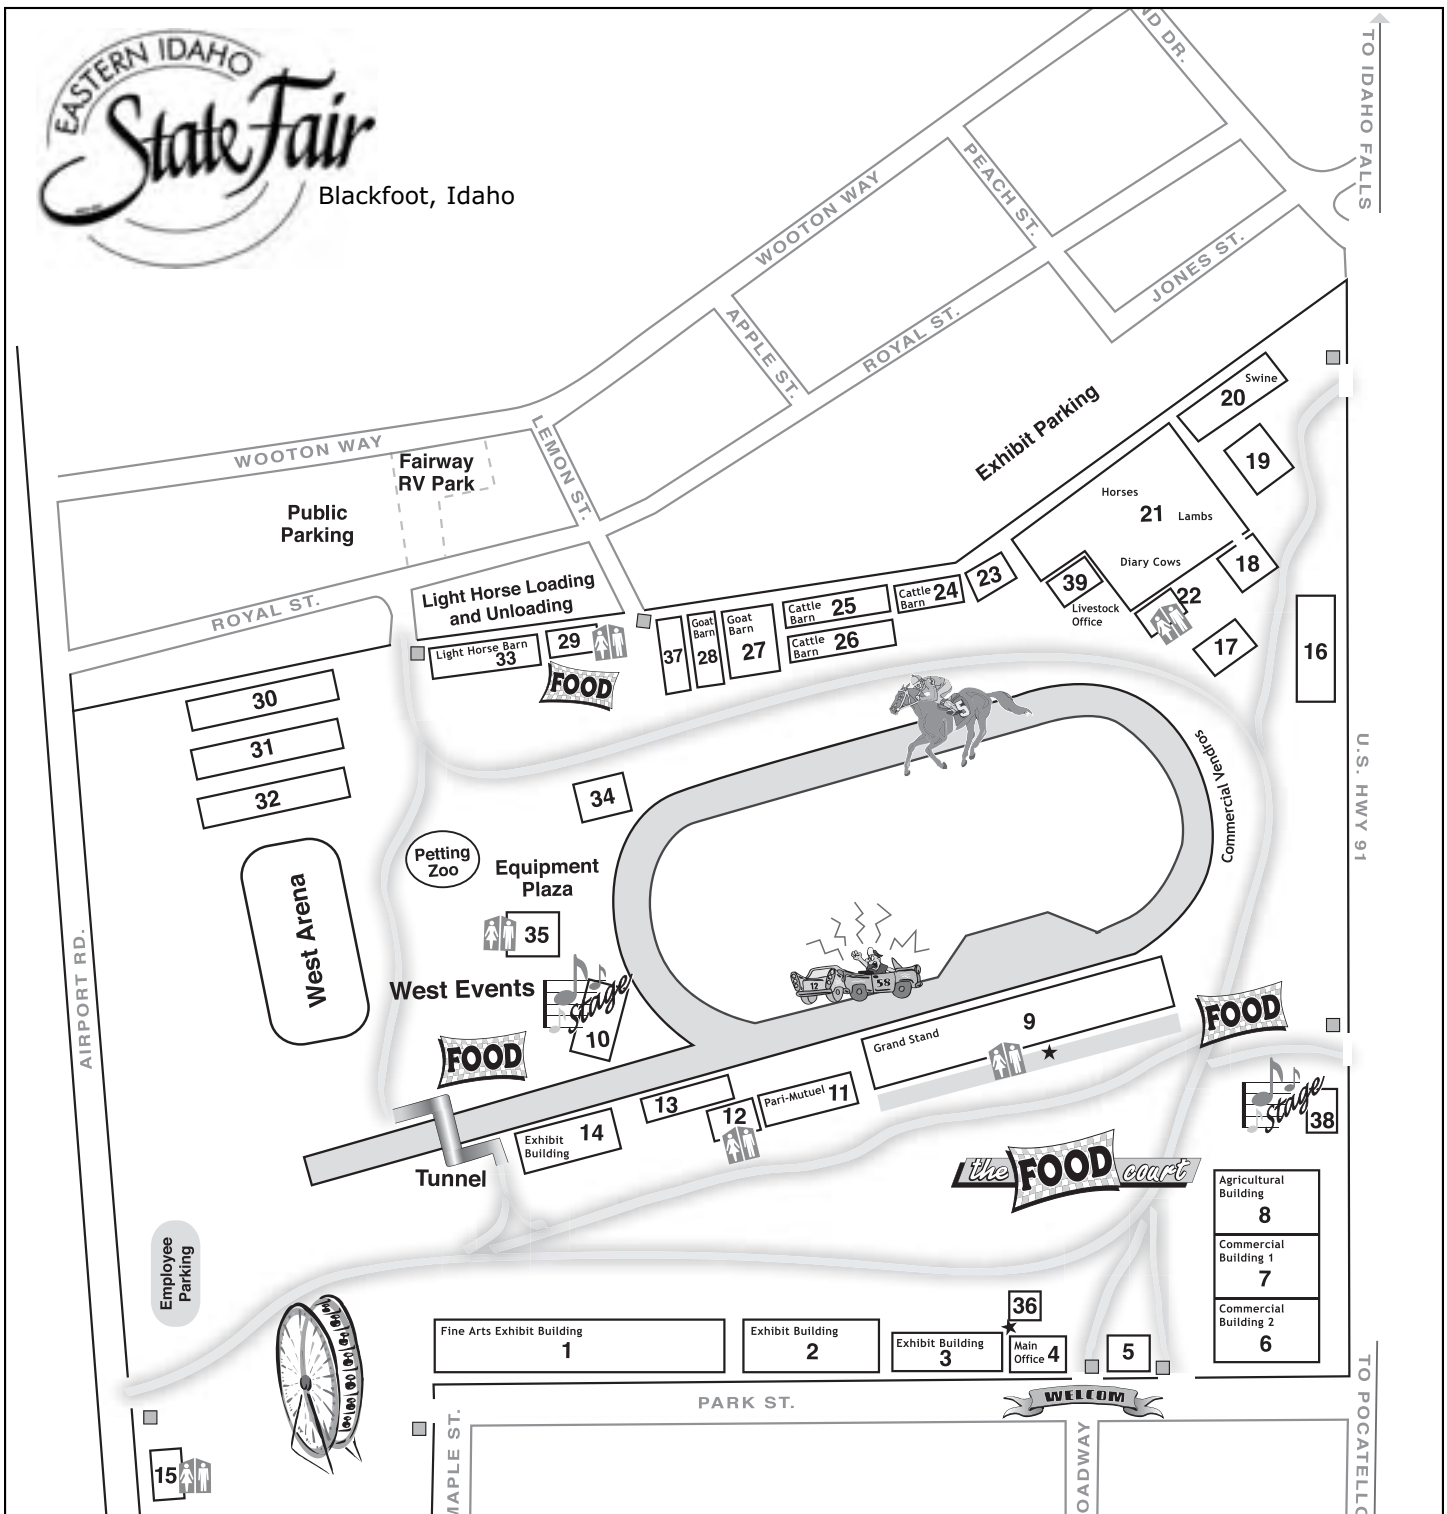 EASTERN IDAHO
State Fair
Blackfoot, Idaho
ND DR.
TO IDAHO FALLS
PEACH ST.
WOOTON WAY
JONES ST.
APPLE ST.
ROYAL ST.
Exhibit Parking
Swine
20
19
WOOTON WAY
LEMON ST.
Fairway
RV Park
Public
Parking
Horses
21
Lambs
Diary Cows
18
39
22
Livestock
Office
17
16
23
Cattle
Barn 24
Cattle
Barn 25
Cattle
Barn 26
Goat
Barn
27
Goat
Barn
28
37
Light Horse Loading
and Unloading
ROYAL ST.
Light Horse Barn
33
29
FOOD
30
31
32
34
Petting
Zoo
Equipment
Plaza
35
West Arena
West Events
stage
10
FOOD
AIRPORT RD.
U.S. HWY 91
Commercial Vendros
12
58
Grand Stand
9
FOOD
stage
38
Pari-Mutuel 11
12
13
Exhibit
Building
14
Tunnel
the FOOD court
Agricultural
Building
8
Commercial
Building 1
7
Commercial
Building 2
6
Employee
Parking
36
Fine Arts Exhibit Building
1
Exhibit Building
2
Exhibit Building
3
Main
Office 4
5
WELCOM
PARK ST.
MAPLE ST.
OADWAY
TO POCATELLO
15